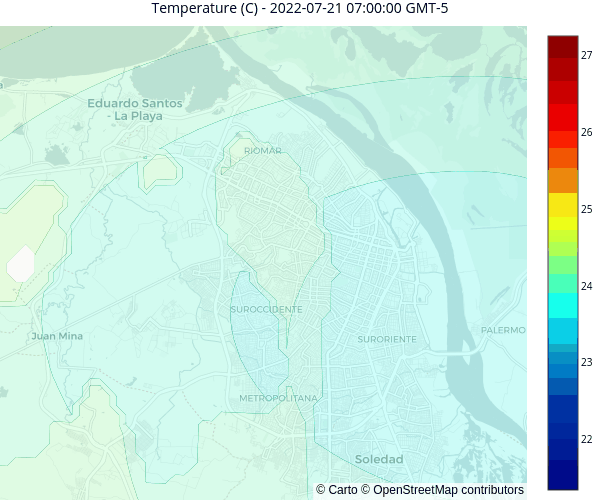 Temperature (C) - 2022-07-21 07:00:00 GMT-5
27
26
25
24
23
22
Eduardo Santos
- La Playa
RIOMAR
SUROCCIDENTE
Juan Mina
SURORIENTE
PALERMO
METROPOLITANA
Soledad
© Carto © OpenStreetMap contributors